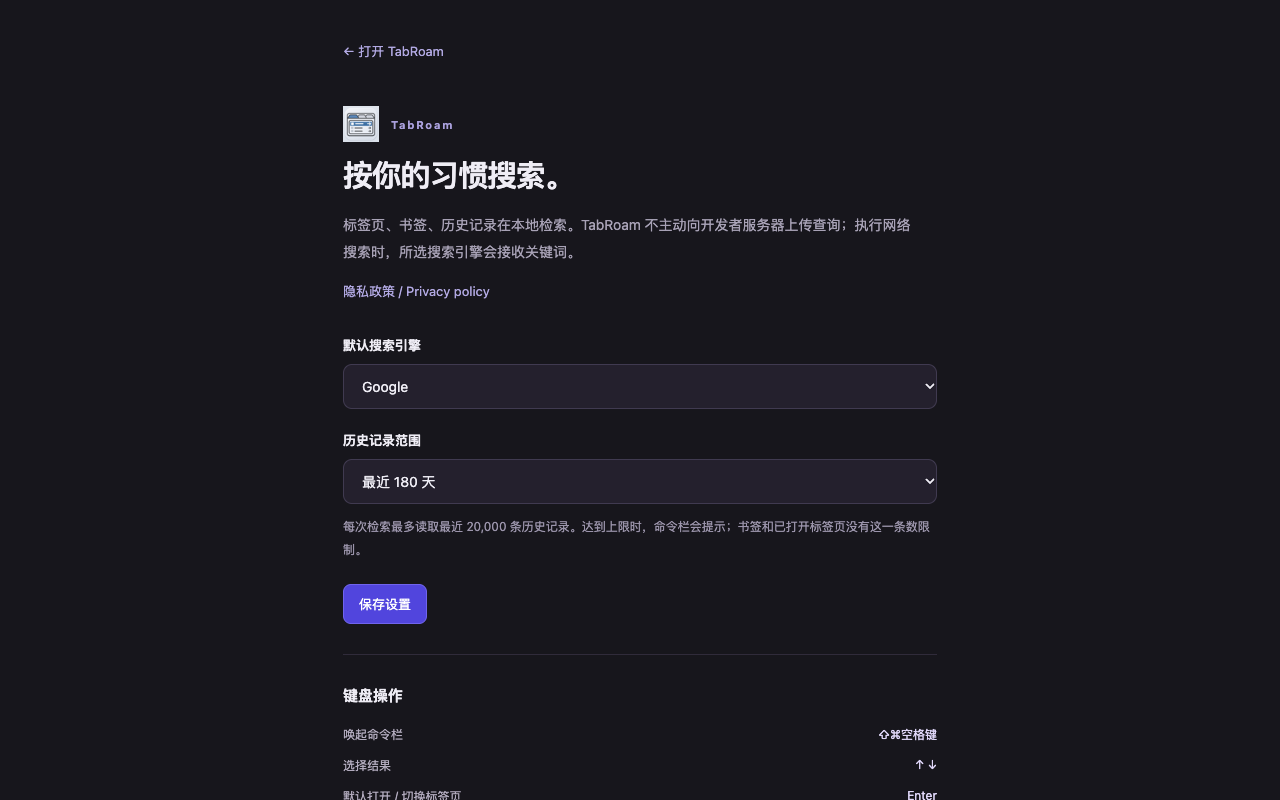 ← 打开 TabRoam
TabRoam
按你的习惯搜索。
标签页、书签、历史记录在本地检索。TabRoam 不主动向开发者服务器上传查询；执行网络
搜索时，所选搜索引擎会接收关键词。
隐私政策 / Privacy policy
默认搜索引擎
Google
历史记录范围
最近 180 天
每次检索最多读取最近 20,000 条历史记录。达到上限时，命令栏会提示；书签和已打开标签页没有这一条数限
制。
保存设置
键盘操作
唤起命令栏 ⇧⌘空格键
选择结果 ↑ ↓
默认打开 / 切换标签页 Enter